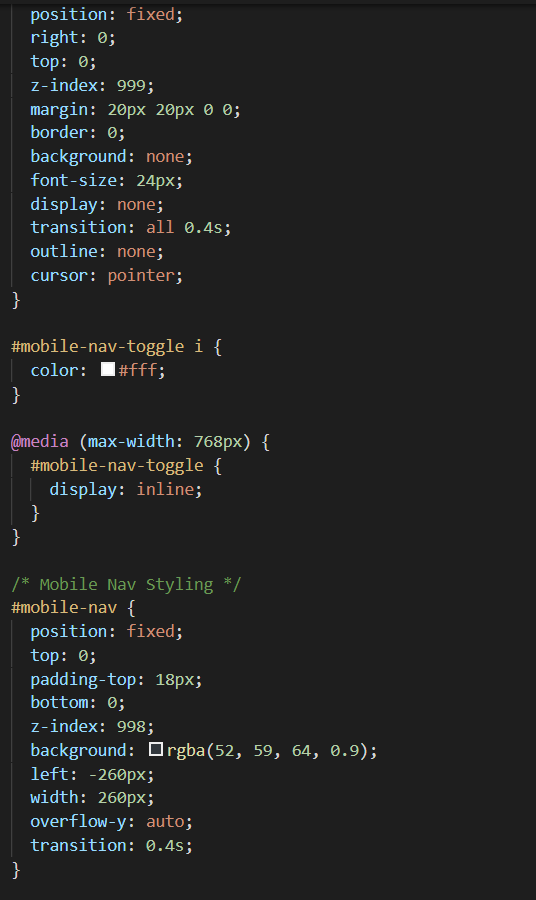 position: fixed;
right: 0;
top: 0;
z-index: 999;
margin: 20px 20px 0 0;
border: 0;
background: none;
font-size: 24px;
display: none;
transition: all 0.4s;
outline: none;
cursor: pointer;
}
#mobile-nav-toggle i {
color: #fff;
}
@media (max-width: 768px) {
#mobile-nav-toggle {
display: inline;
}
}
/* Mobile Nav Styling */
#mobile-nav {
position: fixed;
top: 0;
padding-top: 18px;
bottom: 0;
z-index: 998;
background: rgba(52, 59, 64, 0.9);
left: -260px;
width: 260px;
overflow-y: auto;
transition: 0.4s;
}